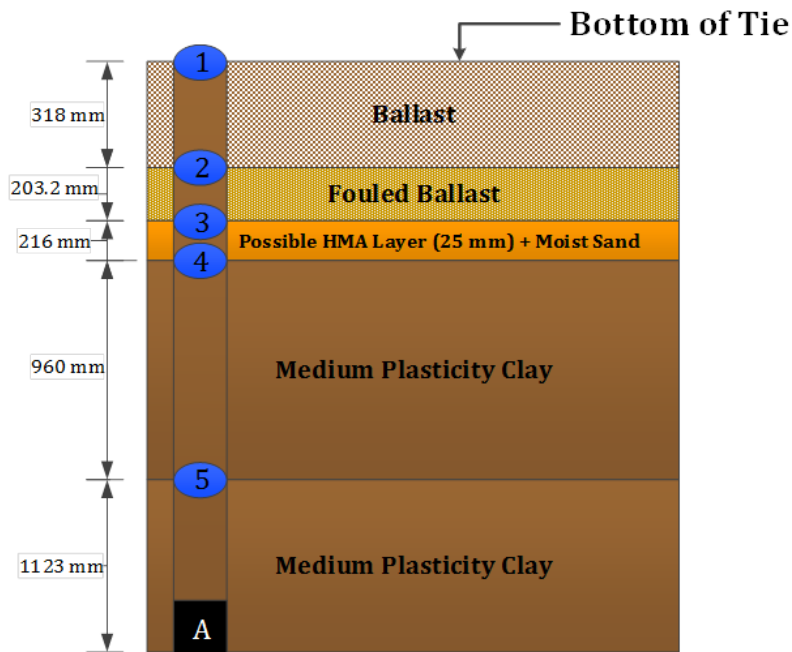 Bottom of Tie
1
318 mm
Ballast
2
203.2 mm
Fouled Ballast
3
216 mm
Possible HMA Layer (25 mm) + Moist Sand
4
960 mm
Medium Plasticity Clay
5
1123 mm
Medium Plasticity Clay
A